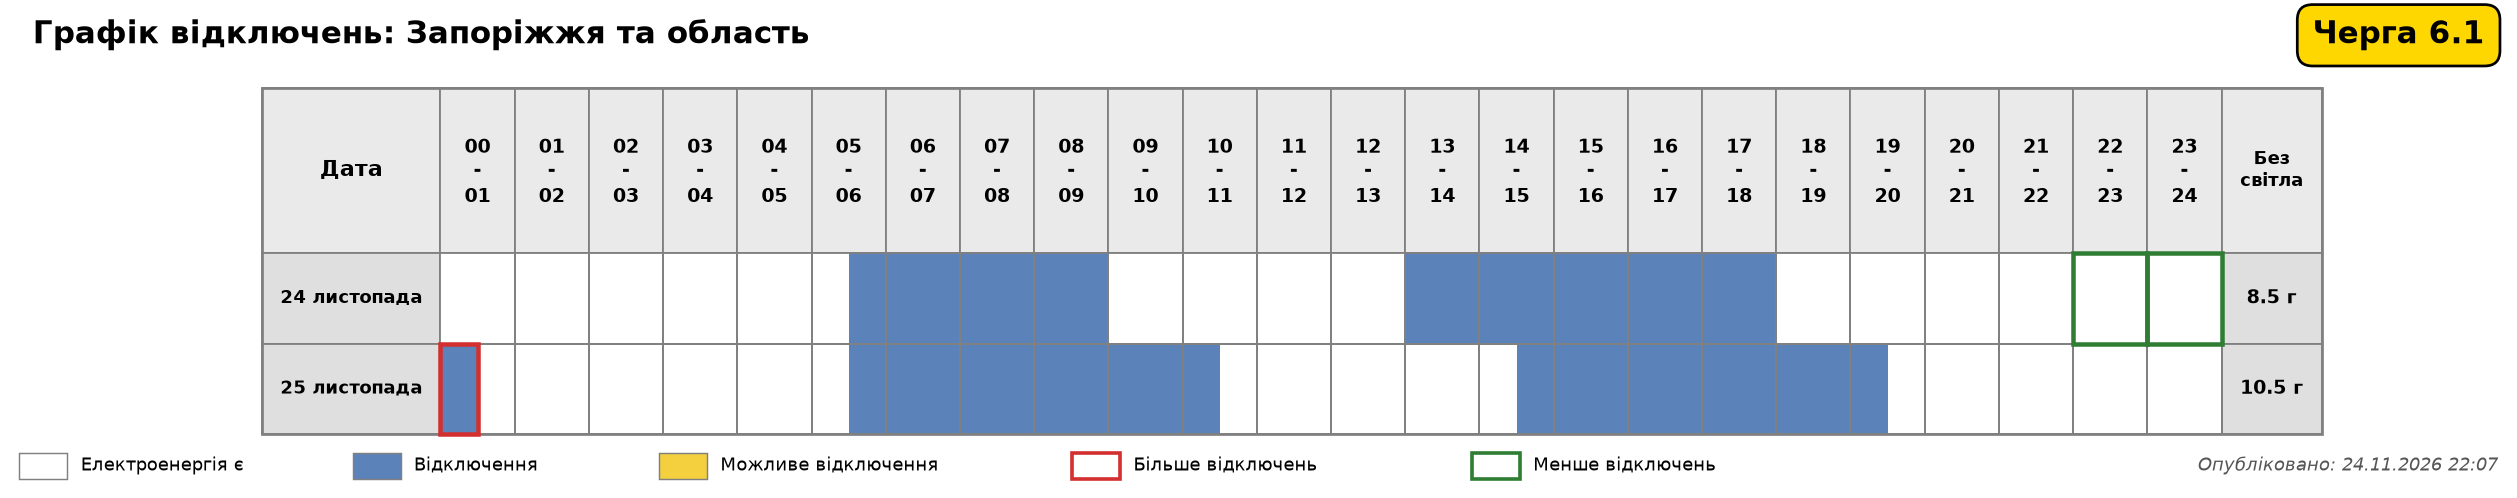 Графік відключень: Запоріжжя та область
Черга 6.1
Дата
00 - 01
01 - 02
02 - 03
03 - 04
04 - 05
05 - 06
06 - 07
07 - 08
08 - 09
09 - 10
10 - 11
11 - 12
12 - 13
13 - 14
14 - 15
15 - 16
16 - 17
17 - 18
18 - 19
19 - 20
20 - 21
21 - 22
22 - 23
23 - 24
Без
світла
24 листопада
8.5 г
25 листопада
10.5 г
Електроенергія є
Відключення
Можливе відключення
Більше відключень
Менше відключень
Опубліковано: 24.11.2026 22:07